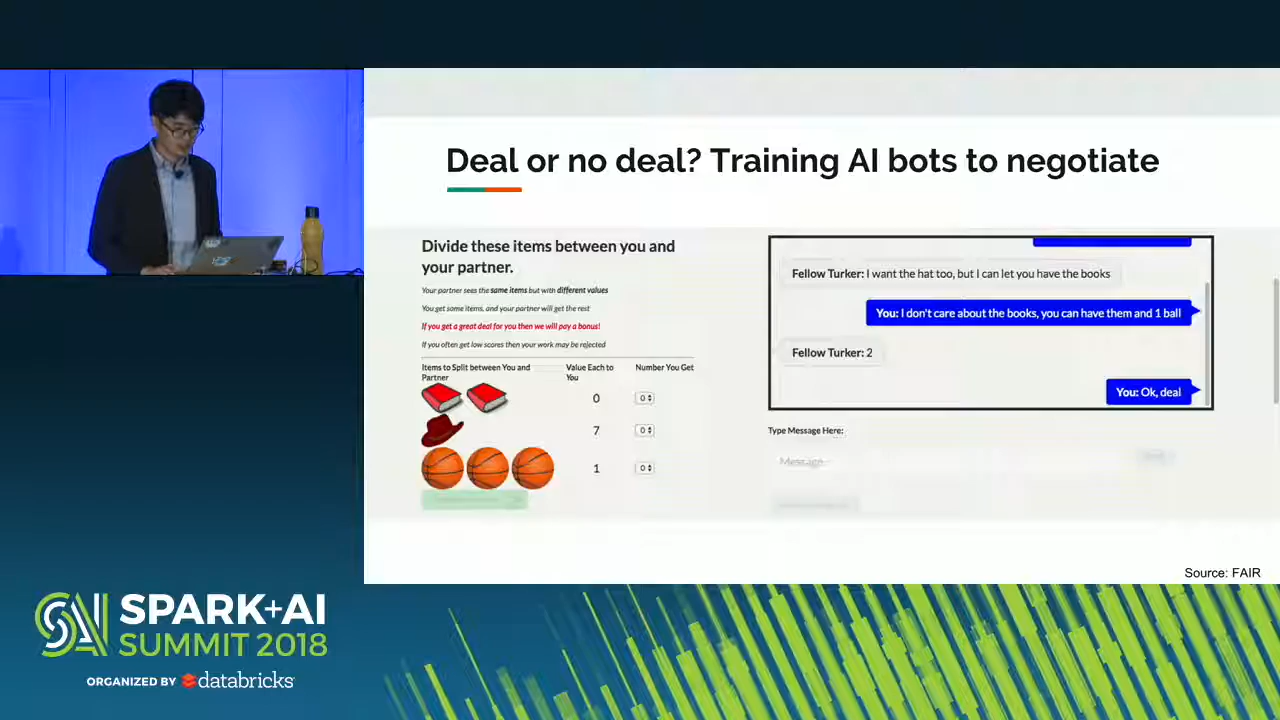 Deal or no deal? Training AI bots to negotiate
Divide these items between you and
your partner.
Your partner sees the same items but with different values
You get some items, and your partner will get the rest
If you get a great deal for you then we will pay a bonus!
If you often get low scores then your work may be rejected
Items to Split between You and
Partner
Value Each to
You
Number You Get
0
0
7
0
1
0
Fellow Turker: I want the hat too, but I can let you have the books
You: I don't care about the books, you can have them and 1 ball
Fellow Turker: 2
You: Ok, deal
Type Message Here:
Message
Source: FAIR
SAI SPARK+AI
SUMMIT 2018
ORGANIZED BY databricks